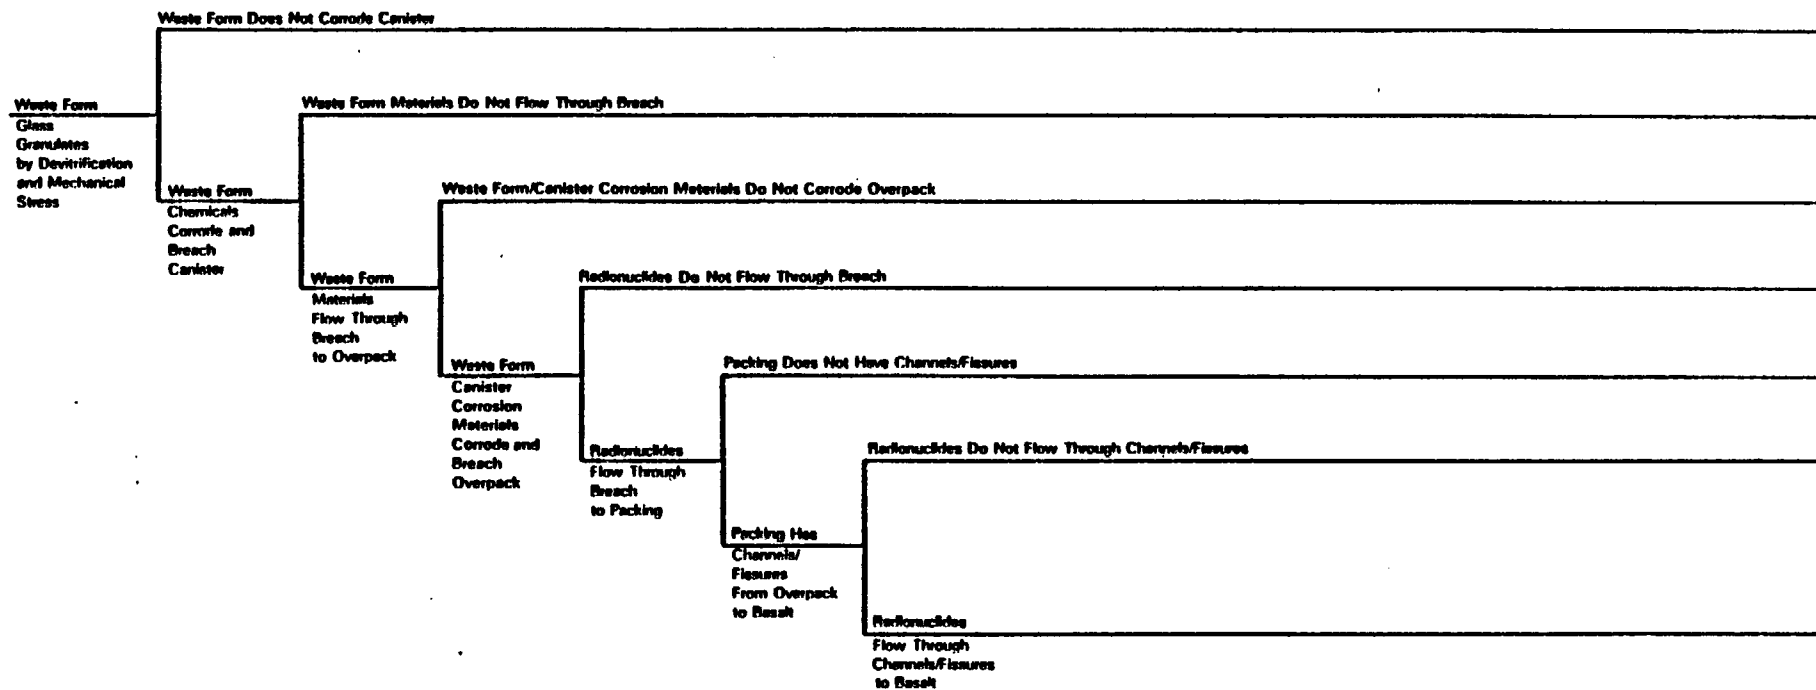 Waste Form Does Not Corrode Canister
Waste Form
Glass
Granulates
by Devitrification
and Mechanical
Stress
Waste Form Materials Do Not Flow Through Breach
Waste Form
Chemicals
Corrode and
Breach
Canister
Waste Form/Canister Corrosion Materials Do Not Corrode Overpack
Waste Form
Materials
Flow Through
Breach
to Overpack
Radionuclides Do Not Flow Through Breach
Waste Form
Canister
Corrosion
Materials
Corrode and
Breach
Overpack
Packing Does Not Have Channels/Fissures
Radionuclides
Flow Through
Breach
to Packing
Radionuclides Do Not Flow Through Channels/Fissures
Packing Has
Channels/
Fissures
From Overpack
to Basalt
Radionuclides
Flow Through
Channels/Fissures
to Basalt